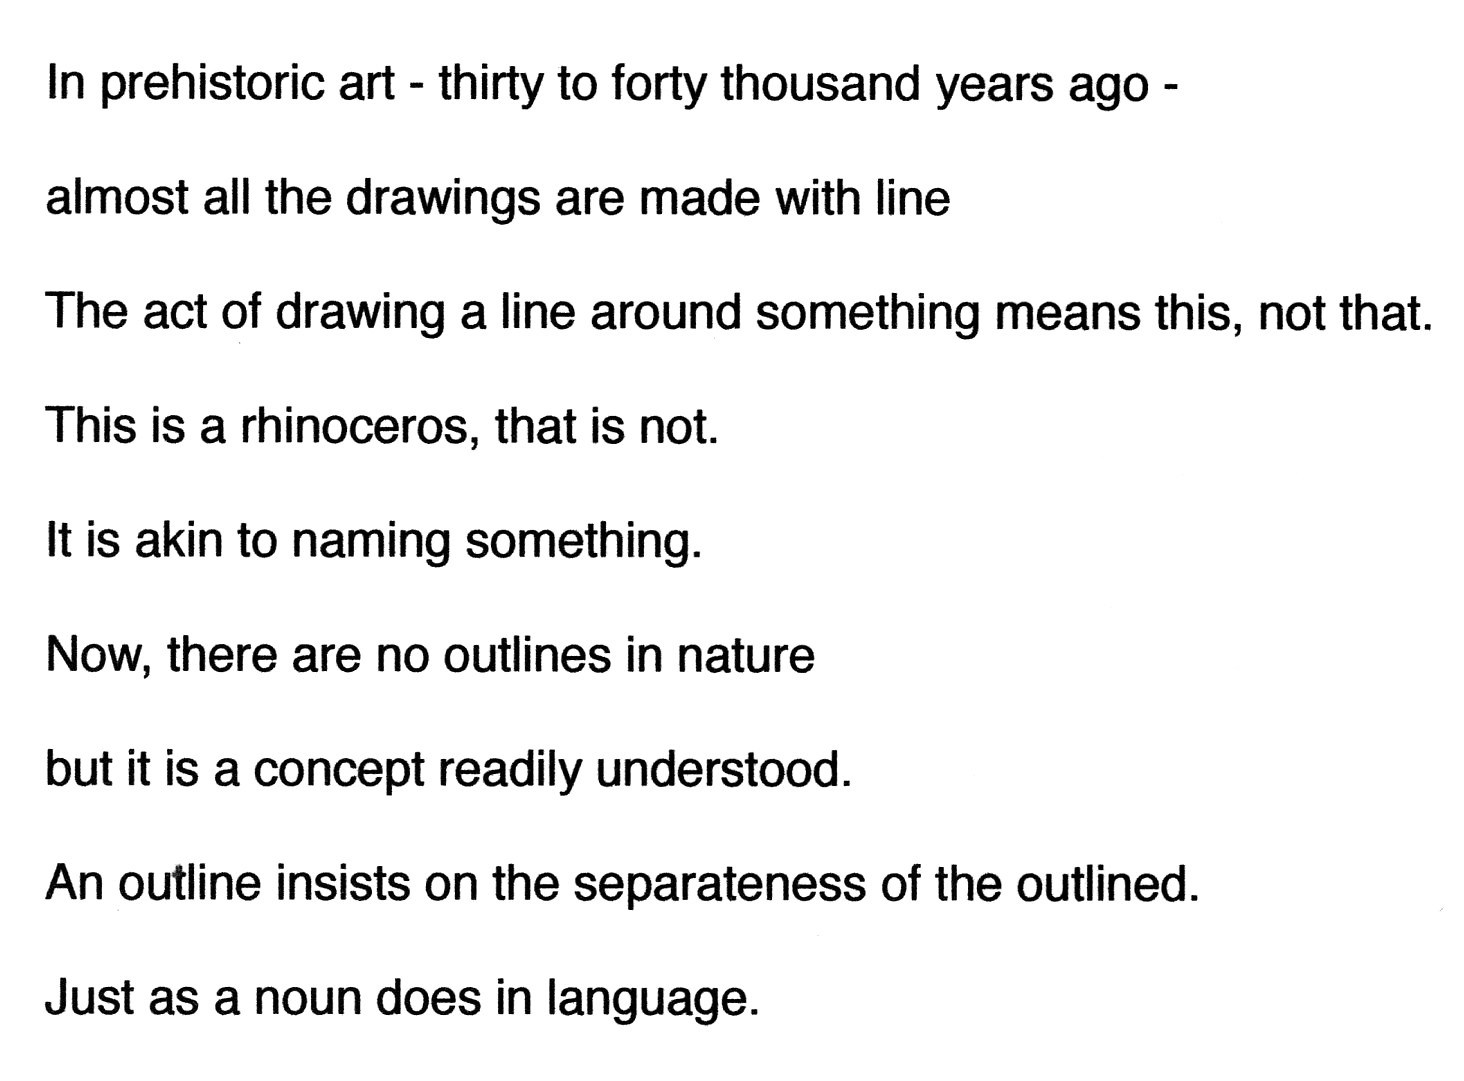 In prehistoric art - thirty to forty thousand years ago -
almost all the drawings are made with line
The act of drawing a line around something means this, not that.
This is a rhinoceros, that is not.
It is akin to naming something.
Now, there are no outlines in nature
but it is a concept readily understood.
An outline insists on the separateness of the outlined.
Just as a noun does in language.